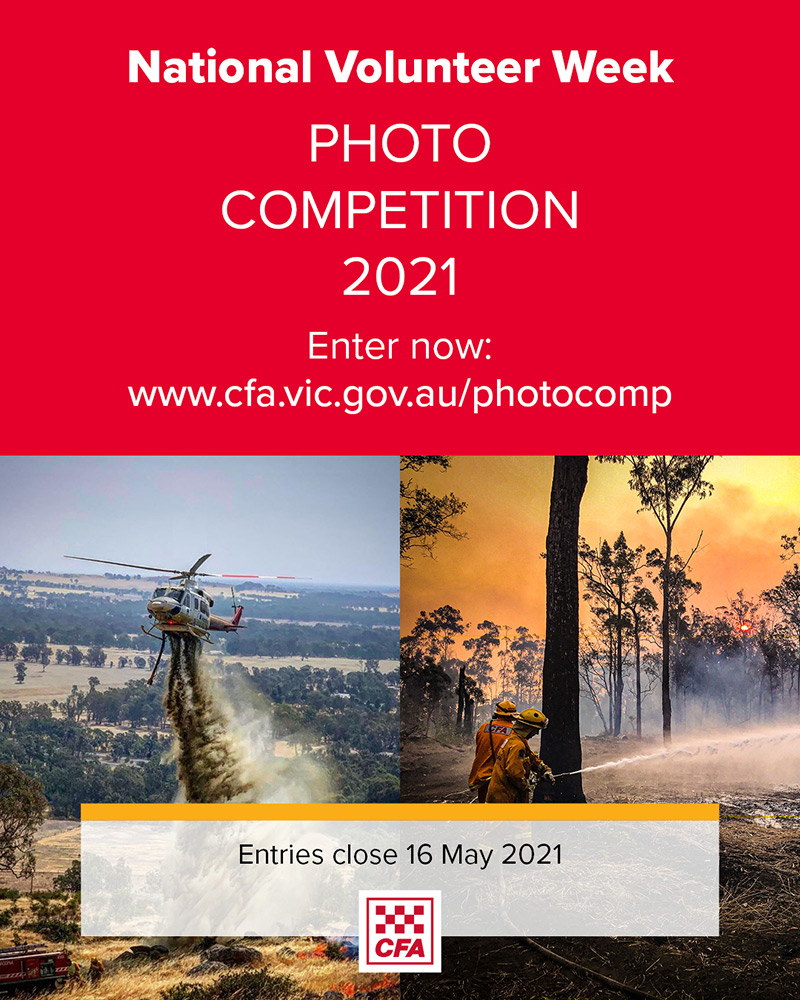 National Volunteer Week
PHOTO
COMPETITION
2021
Enter now:
www.cfa.vic.gov.au/photocomp
CFA
Entries close 16 May 2021
CFA